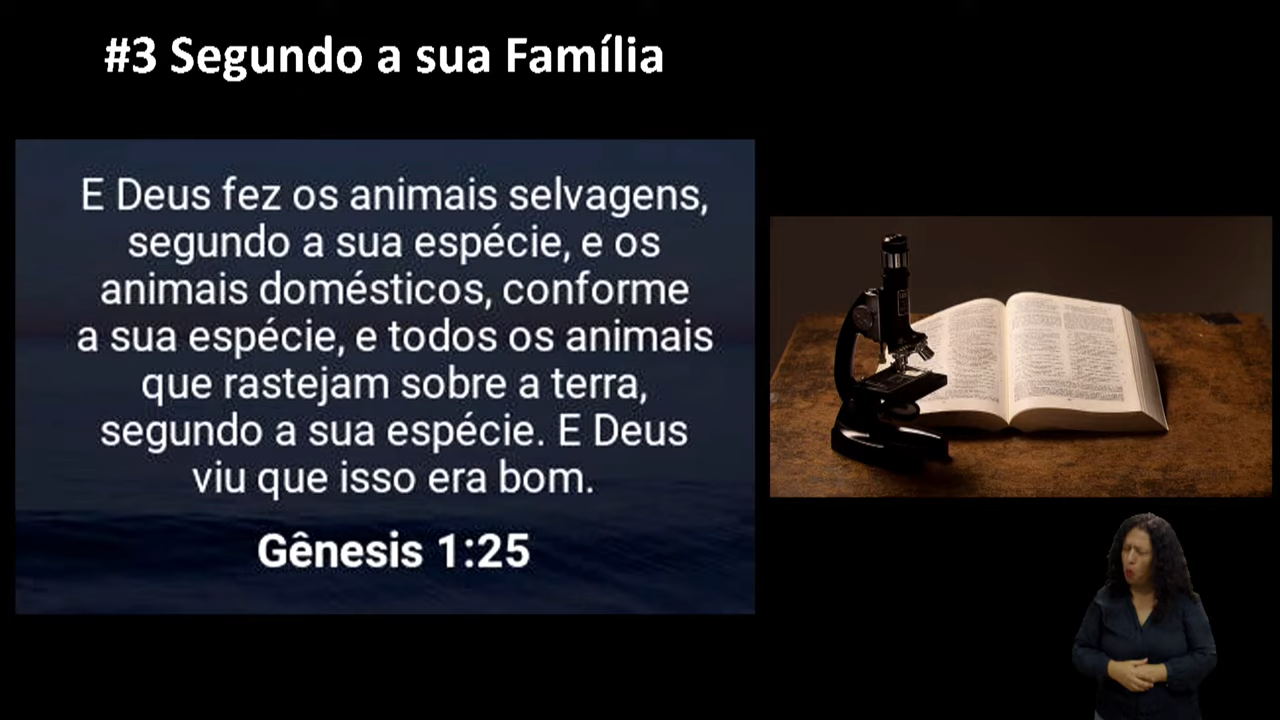 #3 Segundo a sua Família
E Deus fez os animais selvagens,
segundo a sua espécie, e os
animais domésticos, conforme
a sua espécie, e todos os animais
que rastejam sobre a terra,
segundo a sua espécie. E Deus
viu que isso era bom.
Gênesis 1:25